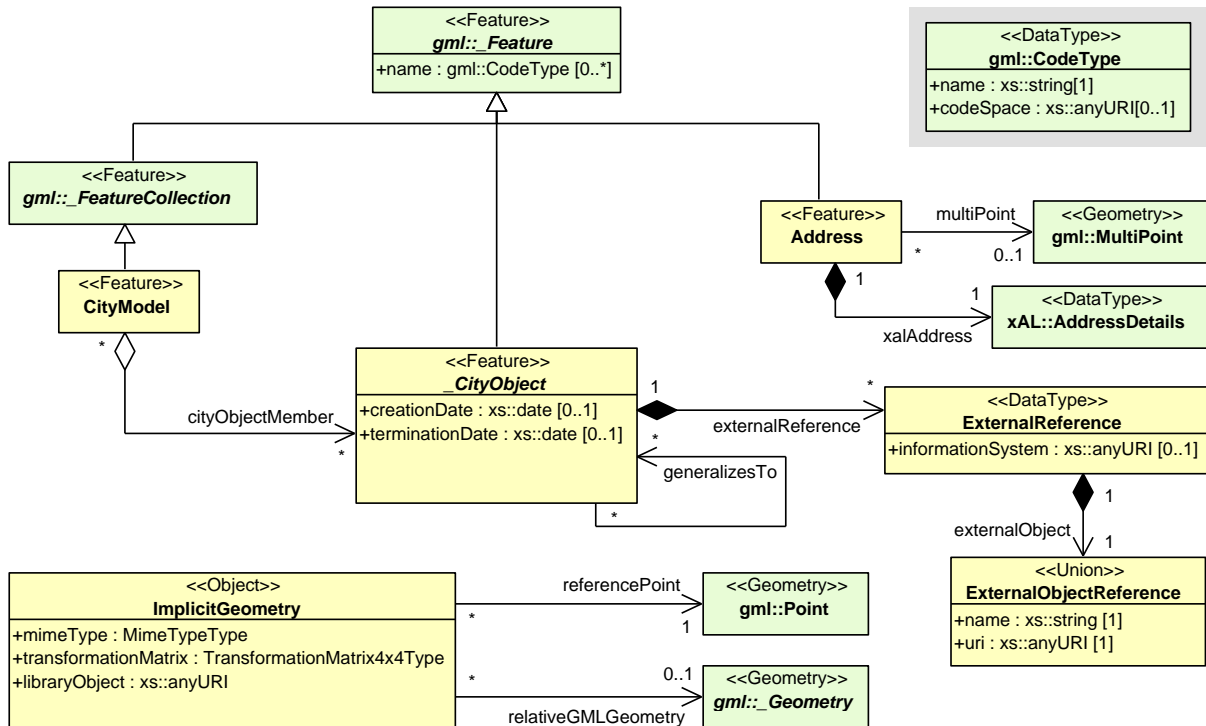 <<Feature>>
gml::_Feature
+name : gml::CodeType [0..*]
<<DataType>>
gml::CodeType
+name : xs::string[1]
+codeSpace : xs::anyURI[0..1]
<<Feature>>
gml::_FeatureCollection
<<Feature>>
Address
multiPoint
*
0..1
<<Geometry>>
gml::MultiPoint
<<Feature>>
CityModel
1
1
xalAddress
<<DataType>>
xAL::AddressDetails
*
cityObjectMember
*
<<Feature>>
_CityObject
+creationDate : xs::date [0..1]
+terminationDate : xs::date [0..1]
1
*
externalReference
*
generalizesTo
*
<<DataType>>
ExternalReference
+informationSystem : xs::anyURI [0..1]
1
externalObject
1
<<Union>>
ExternalObjectReference
+name : xs::string [1]
+uri : xs::anyURI [1]
<<Object>>
ImplicitGeometry
+mimeType : MimeTypeType
+transformationMatrix : TransformationMatrix4x4Type
+libraryObject : xs::anyURI
referencePoint
*
1
<<Geometry>>
gml::Point
*
0..1
relativeGMLGeometry
<<Geometry>>
gml::_Geometry